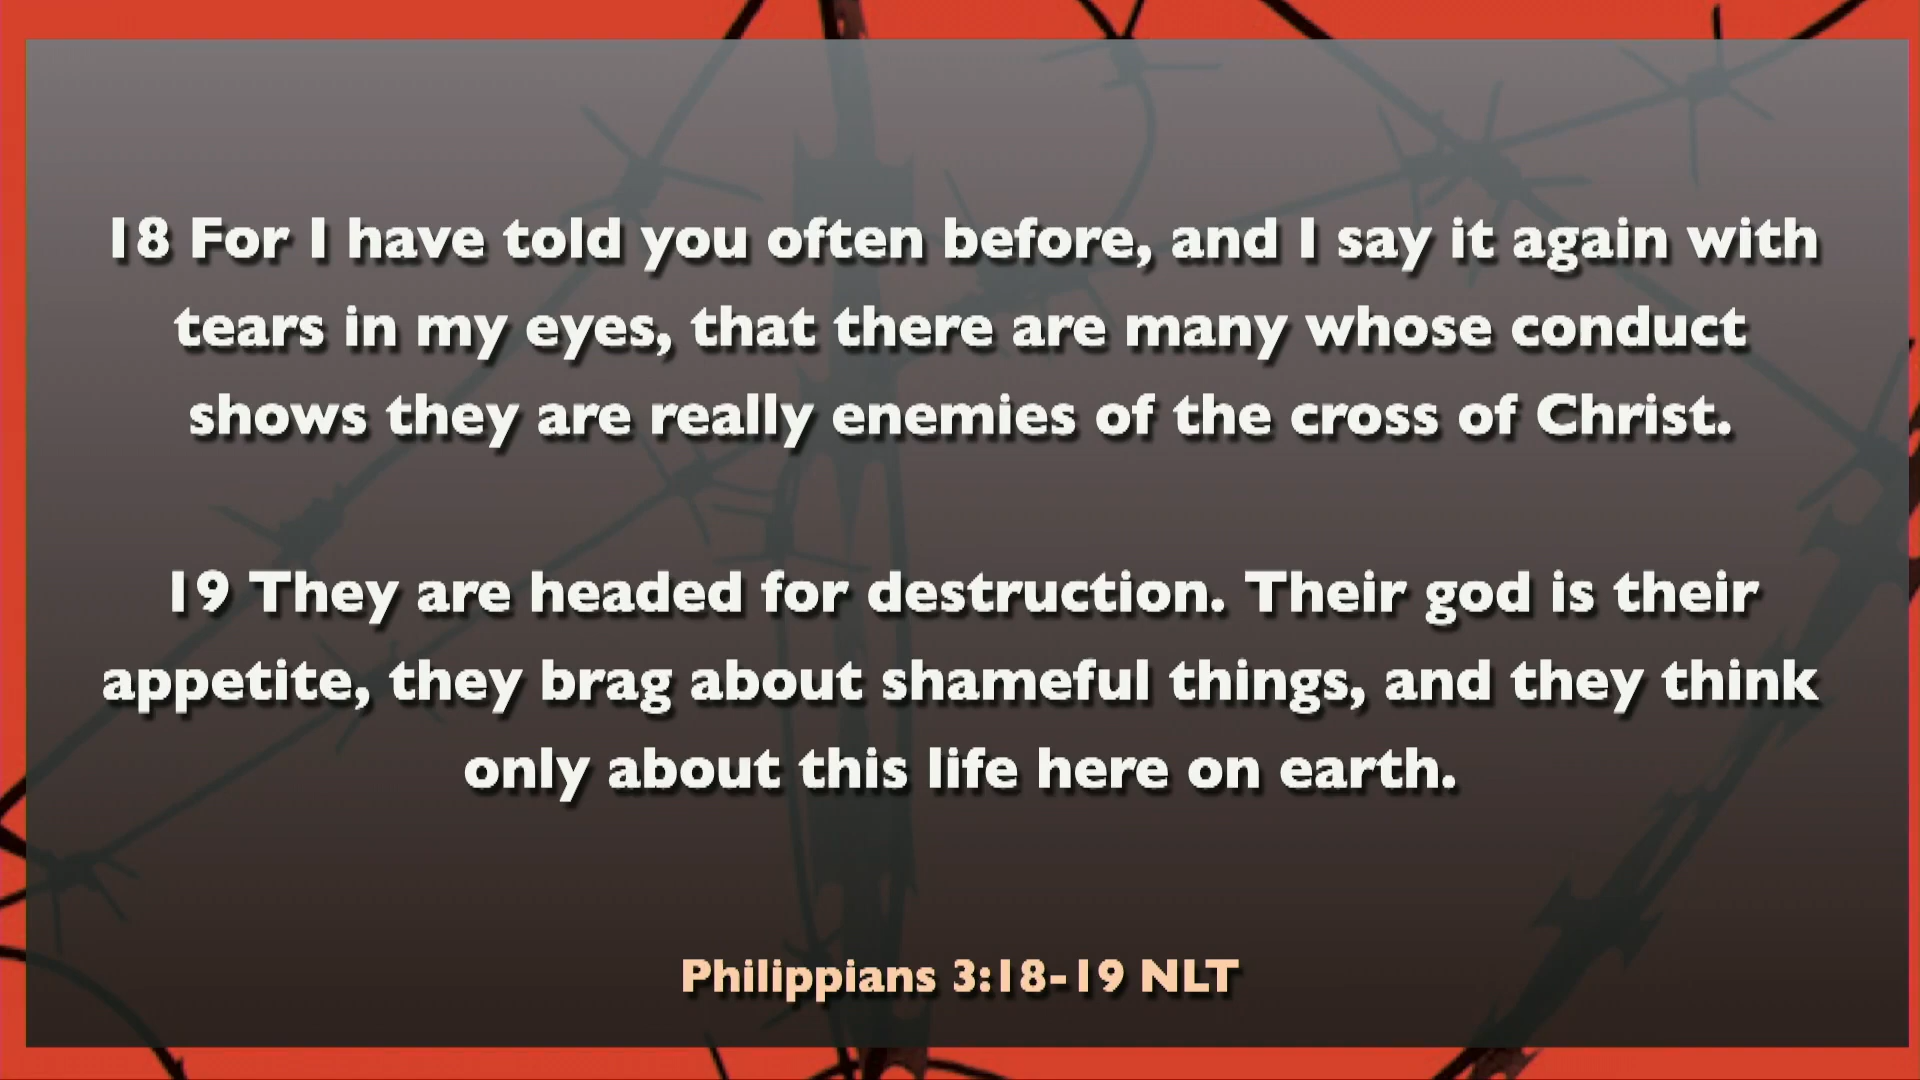 18 For I have told you often before, and I say it again with
tears in my eyes, that there are many whose conduct
shows they are really enemies of the cross of Christ.
19 They are headed for destruction. Their god is their
appetite, they brag about shameful things, and they think
only about this life here on earth.
Philippians 3:18-19 NLT